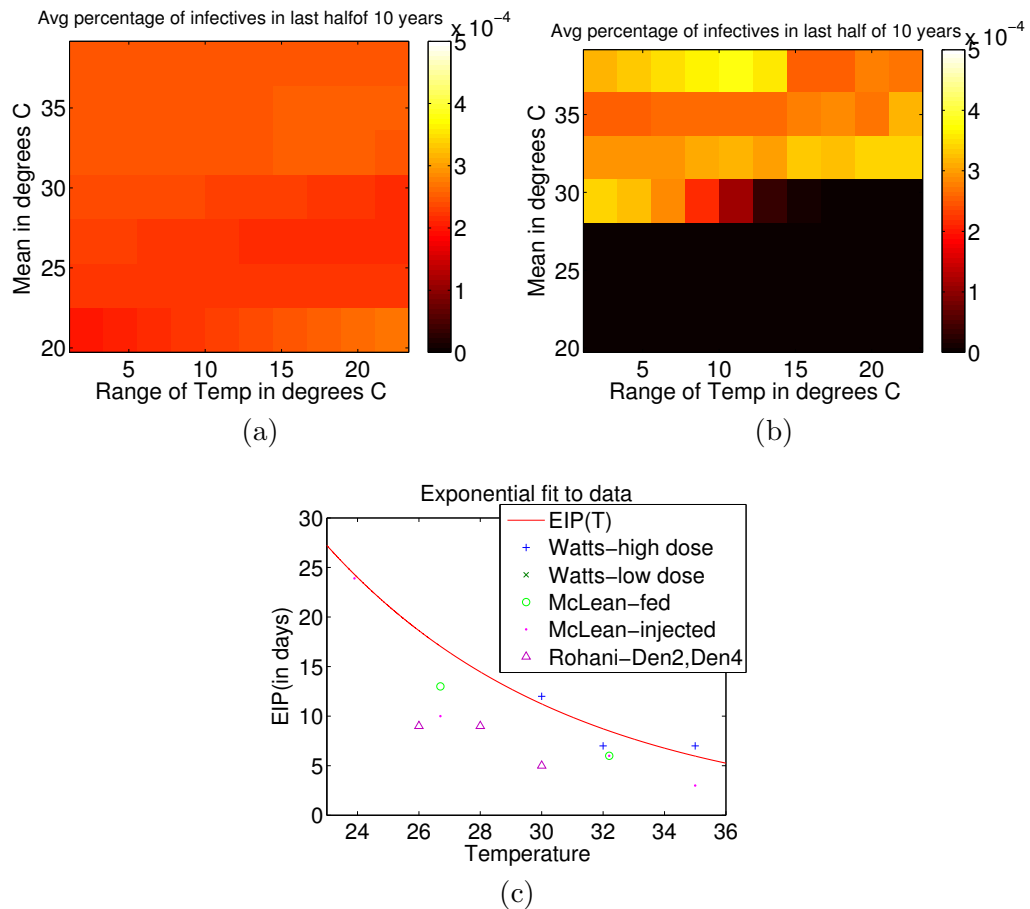 Avg percentage of infectives in last halfof 10 years
x 10−4
Mean in degrees C
35
30
25
20
5
10
15
20
Range of Temp in degrees C
5
4
3
2
1
0
(a)
Avg percentage of infectives in last half of 10 years
x 10−4
Mean in degrees C
35
30
25
20
5
10
15
20
Range of Temp in degrees C
5
4
3
2
1
0
(b)
Exponential fit to data
EIP(in days)
30
25
20
15
10
5
0
EIP(T)
Watts−high dose
Watts−low dose
McLean−fed
McLean−injected
Rohani−Den2,Den4
24
26
28
30
32
34
36
Temperature
(c)